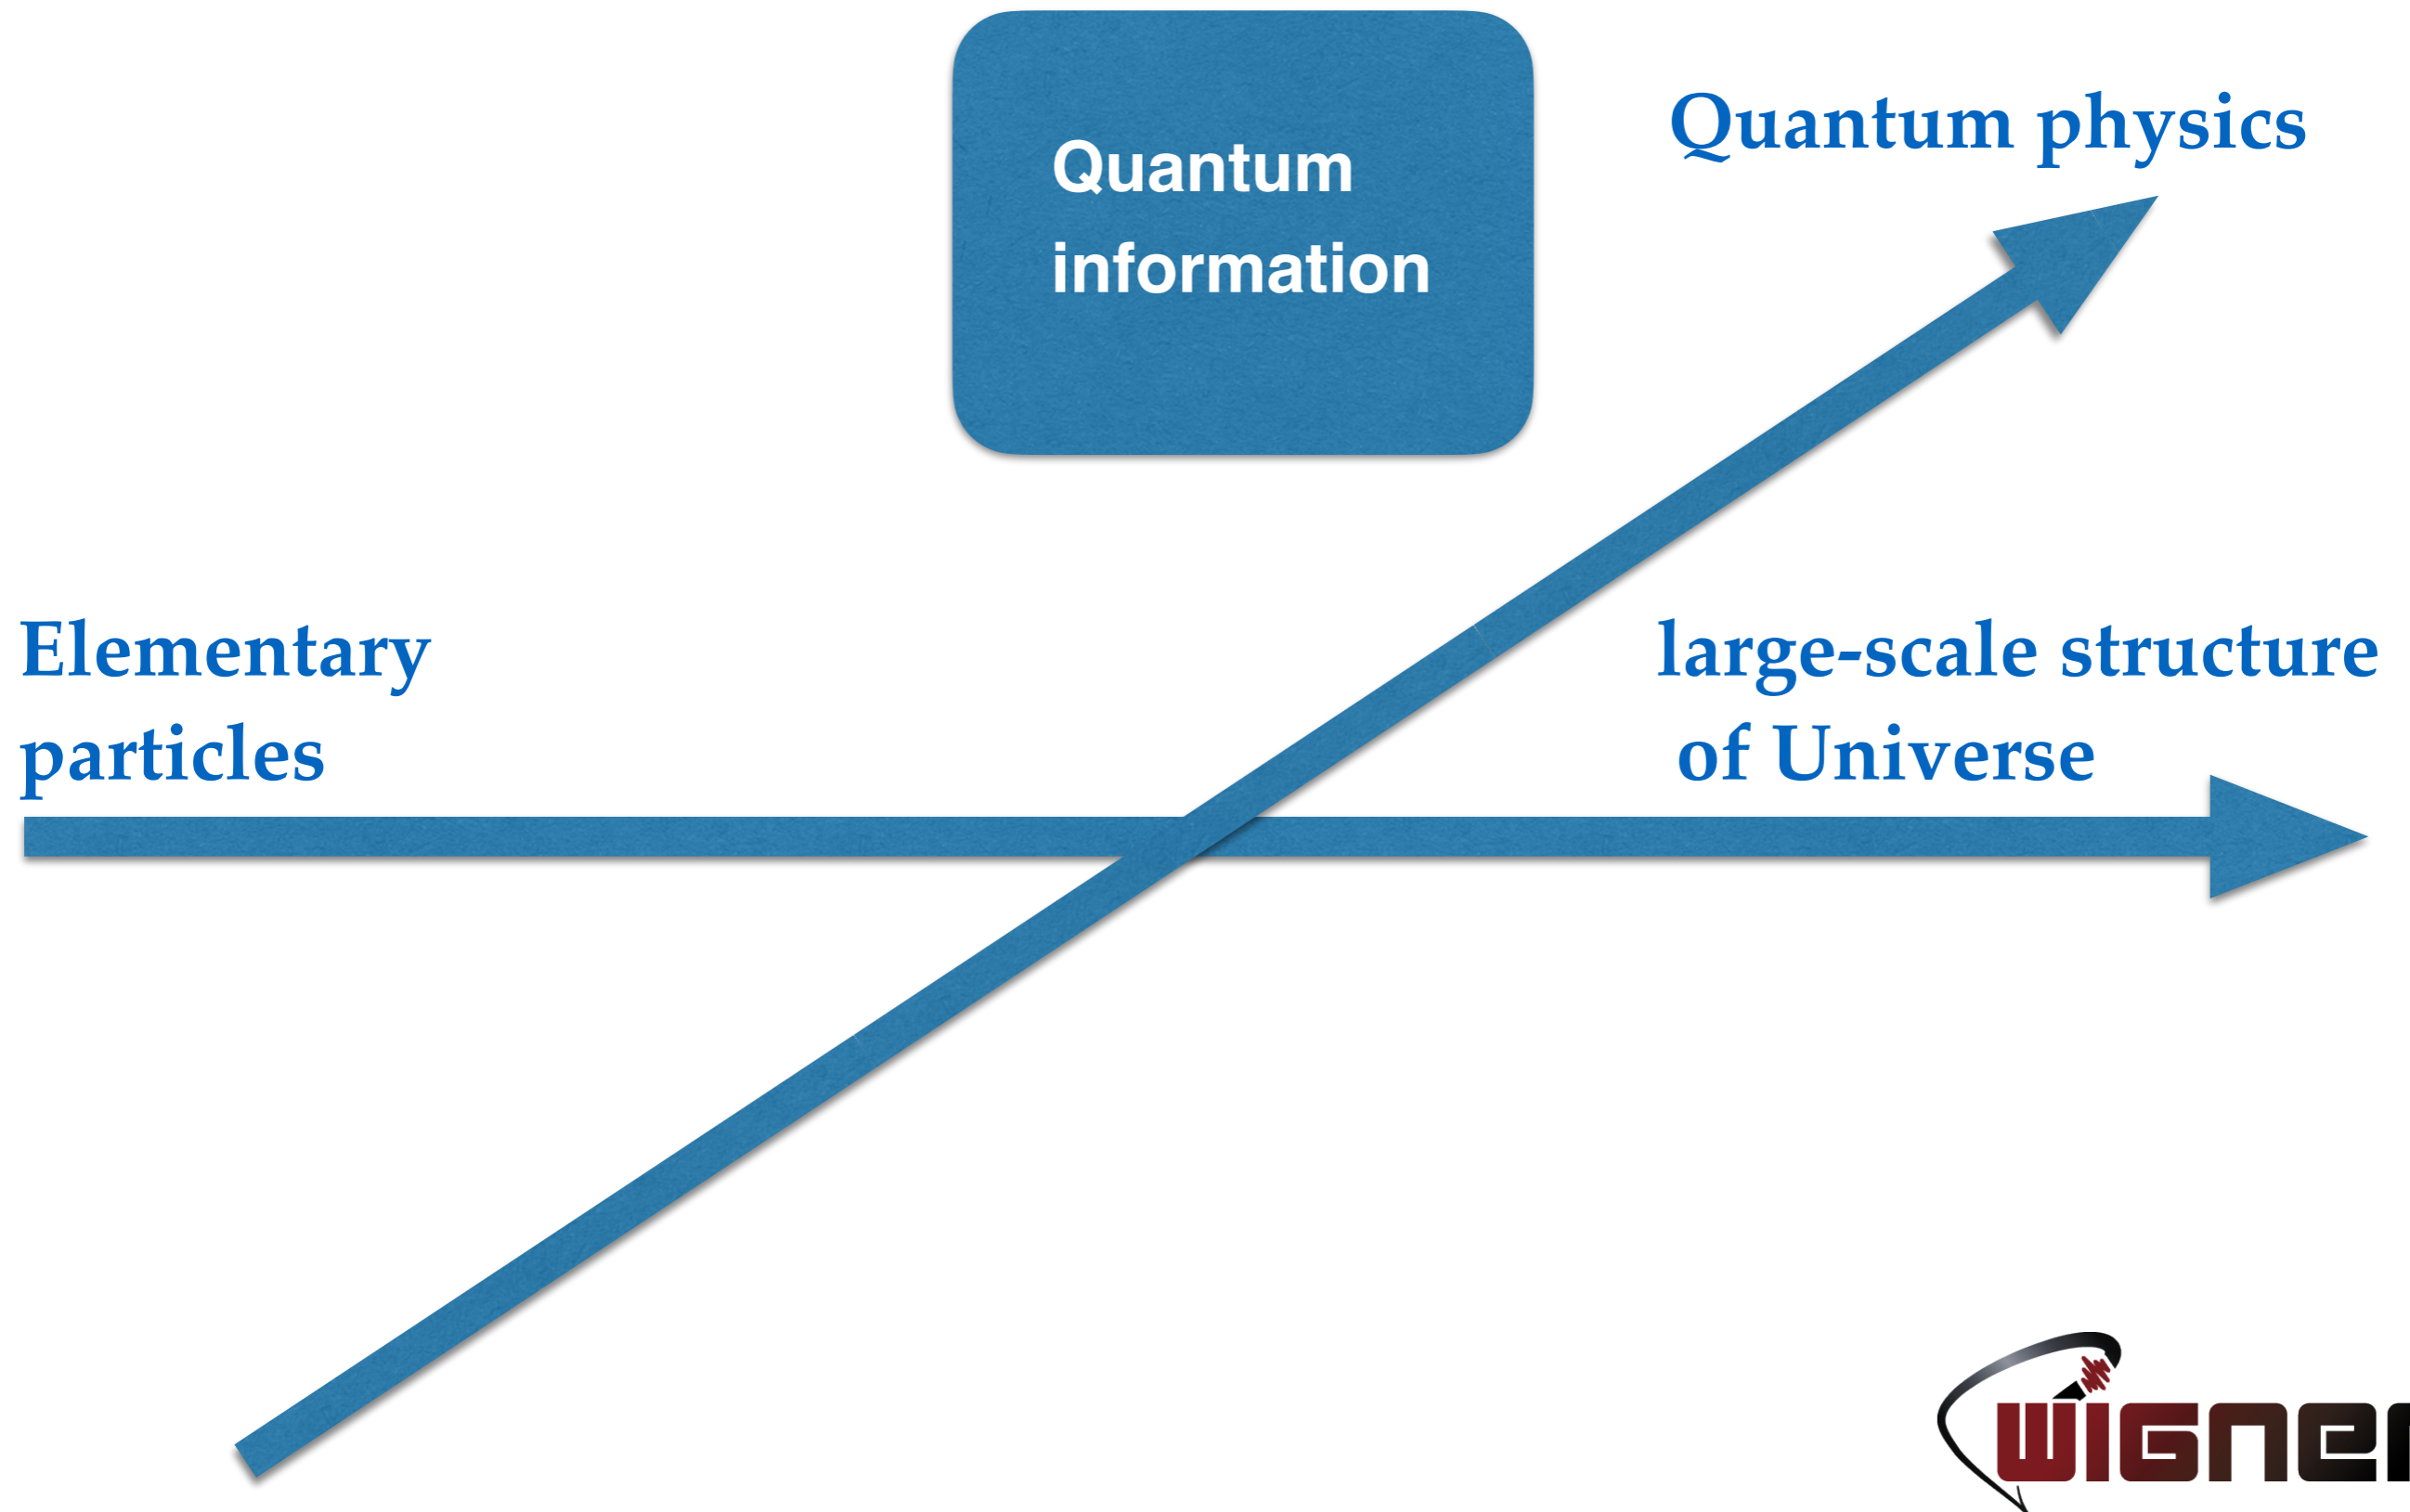 Quantum
information
Quantum physics
Elementary
particles
large-scale structure
of Universe
wigner